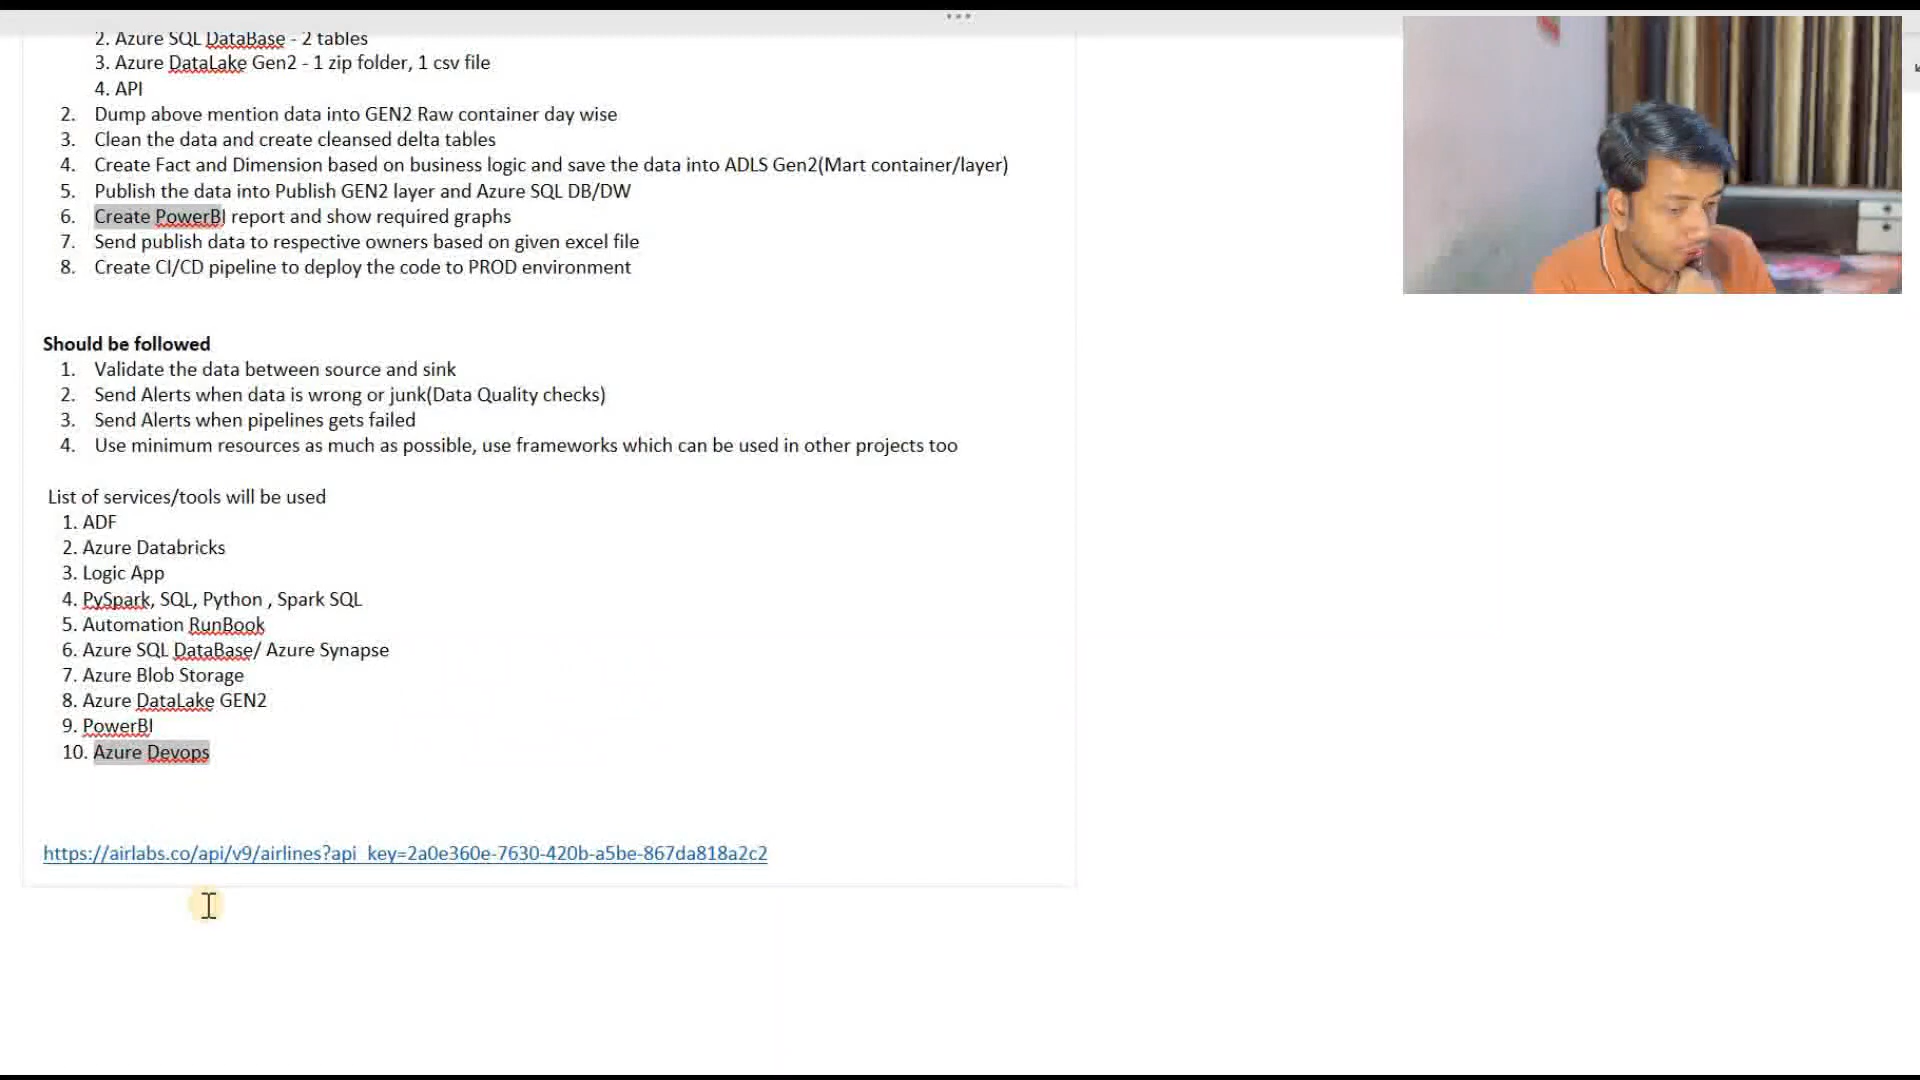 2. Azure SQL DataBase - 2 tables
3. Azure DataLake Gen2 - 1 zip folder, 1 csv file
4. API
2. Dump above mention data into GEN2 Raw container day wise
3. Clean the data and create cleansed delta tables
4. Create Fact and Dimension based on business logic and save the data into ADLS Gen2(Mart container/layer)
5. Publish the data into Publish GEN2 layer and Azure SQL DB/DW
6. Create PowerBI report and show required graphs
7. Send publish data to respective owners based on given excel file
8. Create CI/CD pipeline to deploy the code to PROD environment
Should be followed
1. Validate the data between source and sink
2. Send Alerts when data is wrong or junk(Data Quality checks)
3. Send Alerts when pipelines gets failed
4. Use minimum resources as much as possible, use frameworks which can be used in other projects too
List of services/tools will be used
1. ADF
2. Azure Databricks
3. Logic App
4. PySpark, SQL, Python , Spark SQL
5. Automation RunBook
6. Azure SQL DataBase/ Azure Synapse
7. Azure Blob Storage
8. Azure DataLake GEN2
9. PowerBI
10. Azure Devops
https://airlabs.co/api/v9/airlines?api_key=2a0e360e-7630-420b-a5be-867da818a2c2